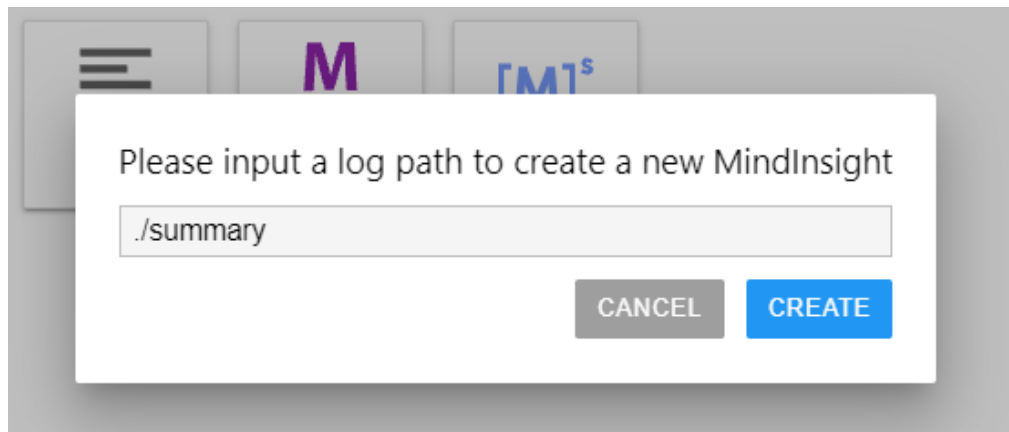 M
[M]s
Please input a log path to create a new MindInsight
./summary
CANCEL
CREATE